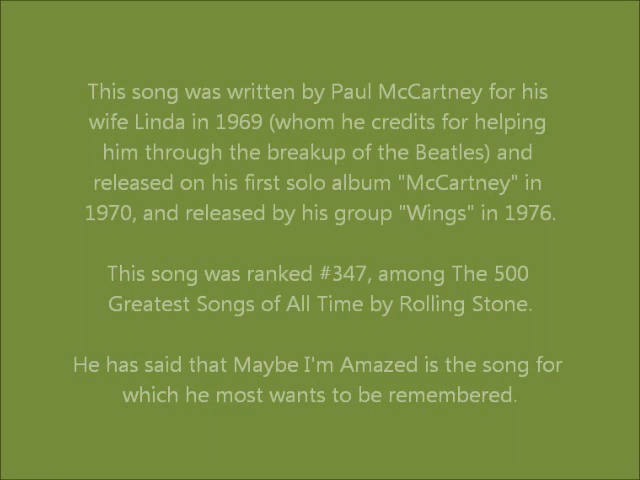 This song was written by Paul McCartney for his
wife Linda in 1969 (whom he credits for helping
him through the breakup of the Beatles) and
released on his first solo album "McCartney" in
1970, and released by his group "Wings" in 1976.
This song was ranked #347, among The 500
Greatest Songs of All Time by Rolling Stone.
He has said that Maybe I'm Amazed is the song for
which he most wants to be remembered.